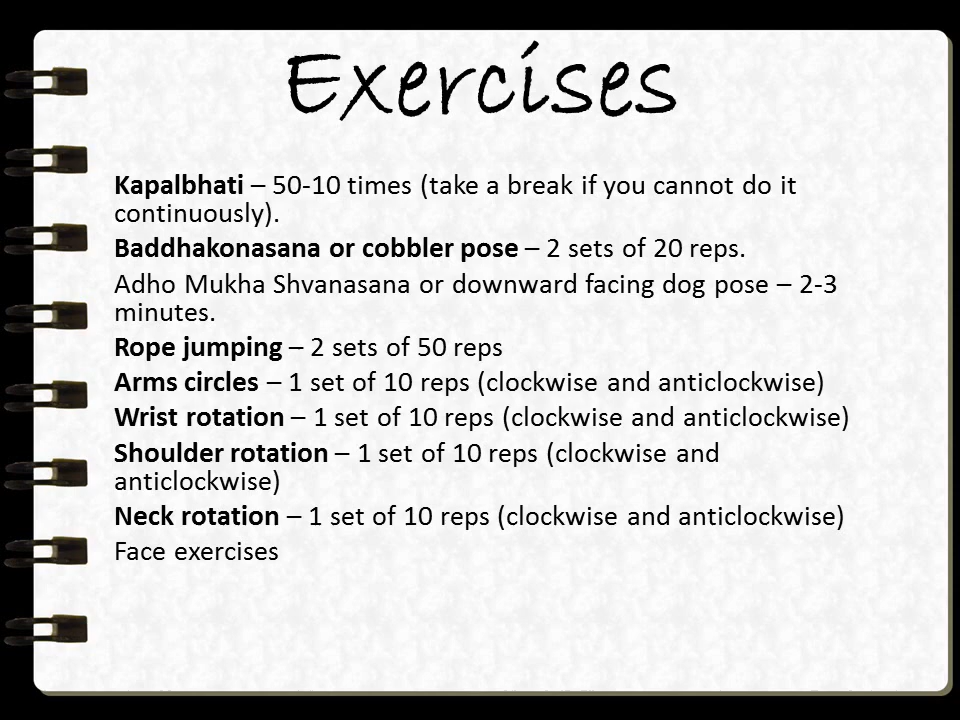 Exercises
Kapalbhati – 50-10 times (take a break if you cannot do it
continuously).
Baddhakonasana or cobbler pose – 2 sets of 20 reps.
Adho Mukha Shvanasana or downward facing dog pose – 2-3
minutes.
Rope jumping – 2 sets of 50 reps
Arms circles – 1 set of 10 reps (clockwise and anticlockwise)
Wrist rotation – 1 set of 10 reps (clockwise and anticlockwise)
Shoulder rotation – 1 set of 10 reps (clockwise and
anticlockwise)
Neck rotation – 1 set of 10 reps (clockwise and anticlockwise)
Face exercises